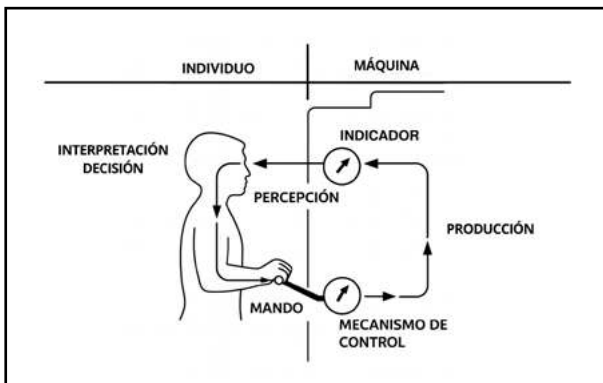 INDIVIDUO
MÁQUINA
INTERPRETACIÓN
DECISIÓN
INDICADOR
PERCEPCIÓN
PRODUCCIÓN
MANDO
MECANISMO DE
CONTROL